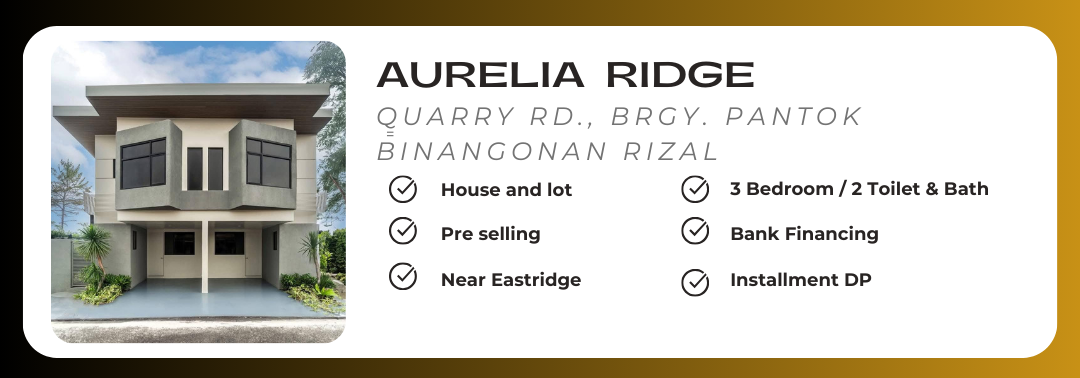 AURELIA RIDGE
QUARRY RD., BRGY. PANTOK
BINANGONAN RIZAL
House and lot
Pre selling
Near Eastridge
3 Bedroom / 2 Toilet & Bath
Bank Financing
Installment DP